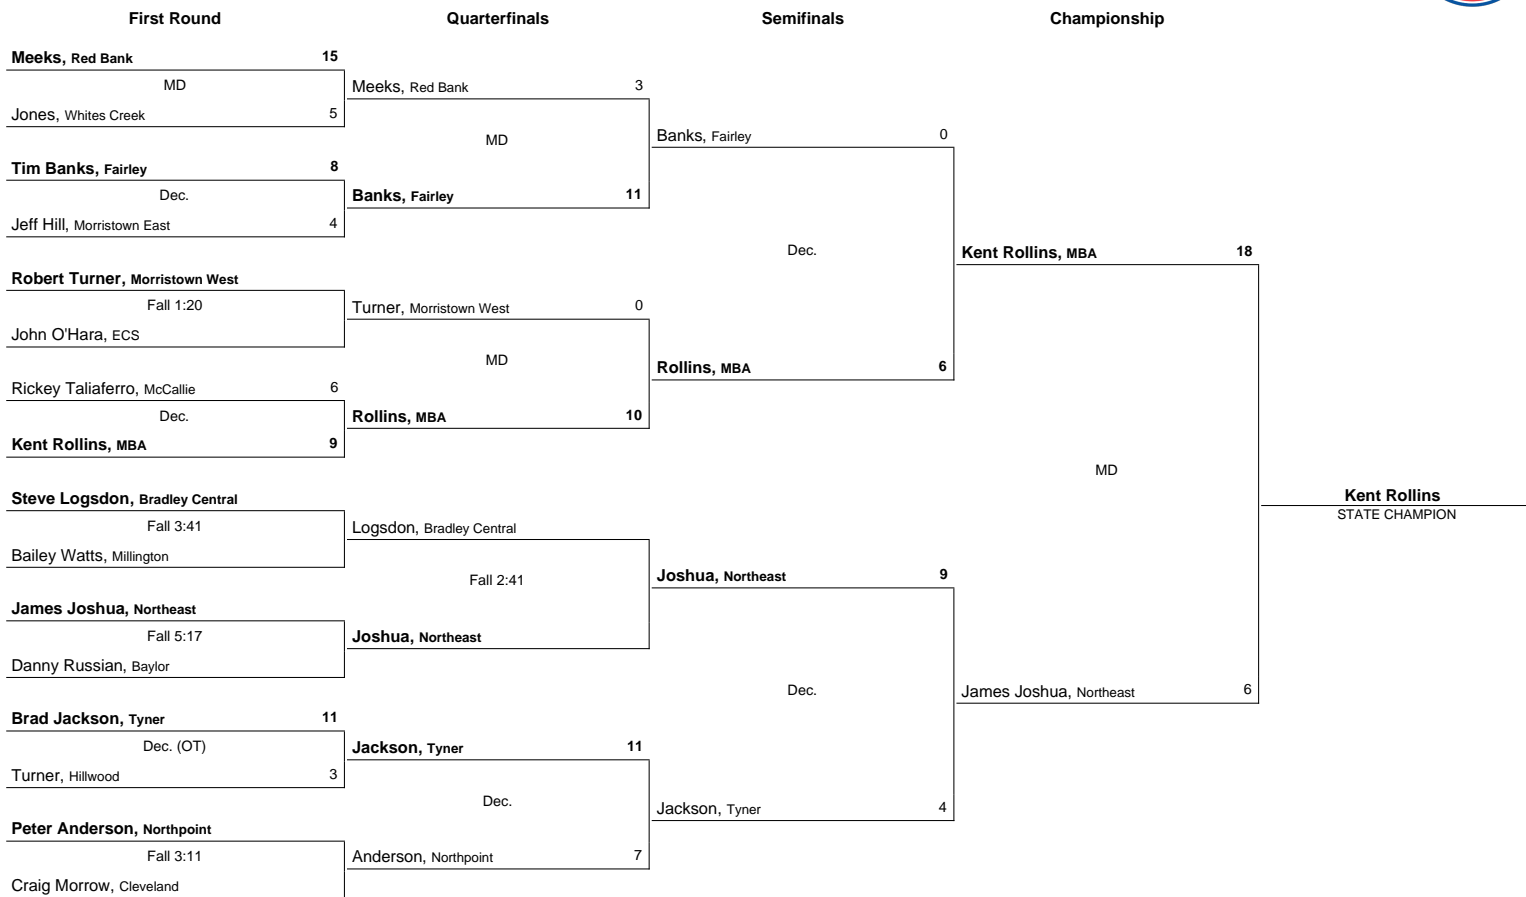 First Round Quarterfinals Semifinals Championship
Meeks, Red Bank 15
MD
Jones, Whites Creek 5
Tim Banks, Fairley 8
Dec.
Jeff Hill, Morristown East 4
Robert Turner, Morristown West
Fall 1:20
John O'Hara, ECS
Rickey Taliaferro, McCallie 6
Dec.
Kent Rollins, MBA 9
Steve Logsdon, Bradley Central
Fall 3:41
Bailey Watts, Millington
James Joshua, Northeast
Fall 5:17
Danny Russian, Baylor
Brad Jackson, Tyner 11
Dec. (OT)
Turner, Hillwood 3
Peter Anderson, Northpoint
Fall 3:11
Craig Morrow, Cleveland
Meeks, Red Bank 3
MD
Banks, Fairley 11
Turner, Morristown West 0
MD
Rollins, MBA 10
Logsdon, Bradley Central
Fall 2:41
Joshua, Northeast
Jackson, Tyner 11
Dec.
Anderson, Northpoint 7
Banks, Fairley 0
Dec.
Rollins, MBA 6
Joshua, Northeast 9
Dec.
Jackson, Tyner 4
Kent Rollins, MBA 18
MD
James Joshua, Northeast 6
Kent Rollins
STATE CHAMPION